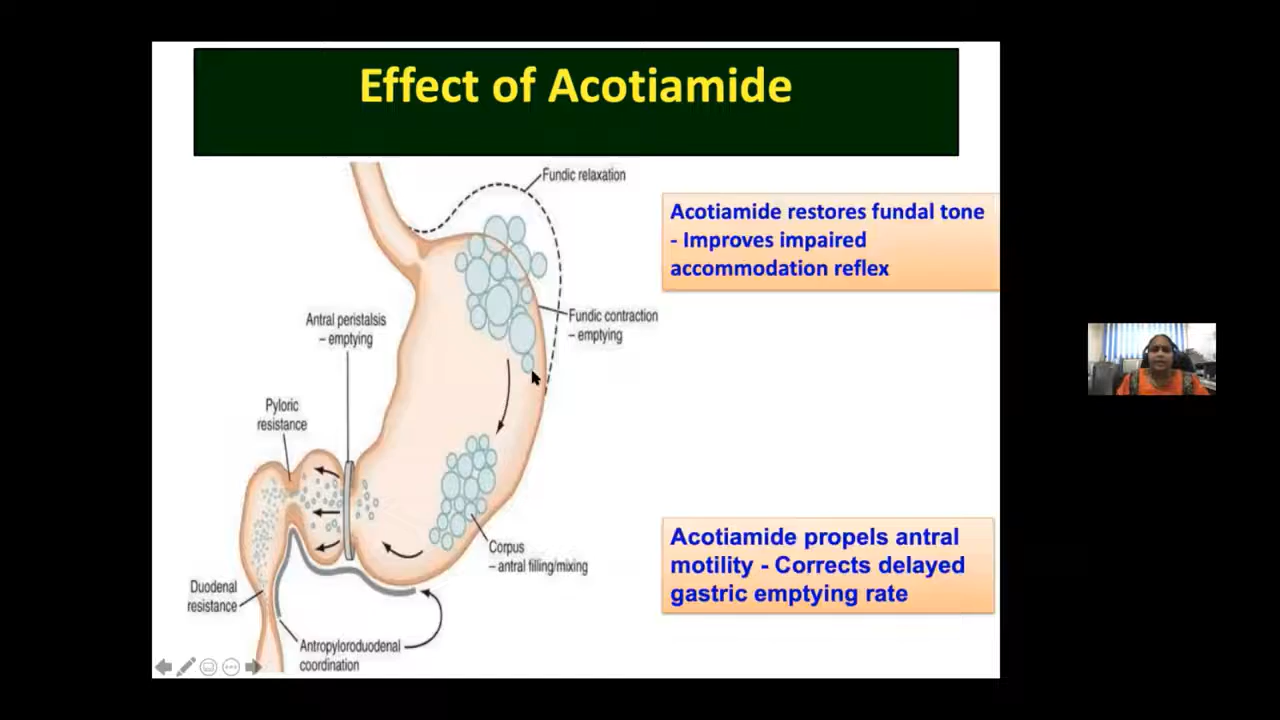 Effect of Acotiamide
Fundic relaxation
Acotiamide restores fundal tone
- Improves impaired
accommodation reflex
Antral peristalsis
– emptying
Fundic contraction
– emptying
Pyloric
resistance
Corpus
– antral filling/mixing
Acotiamide propels antral
motility - Corrects delayed
gastric emptying rate
Duodenal
resistance
Antropyloroduodenal
coordination